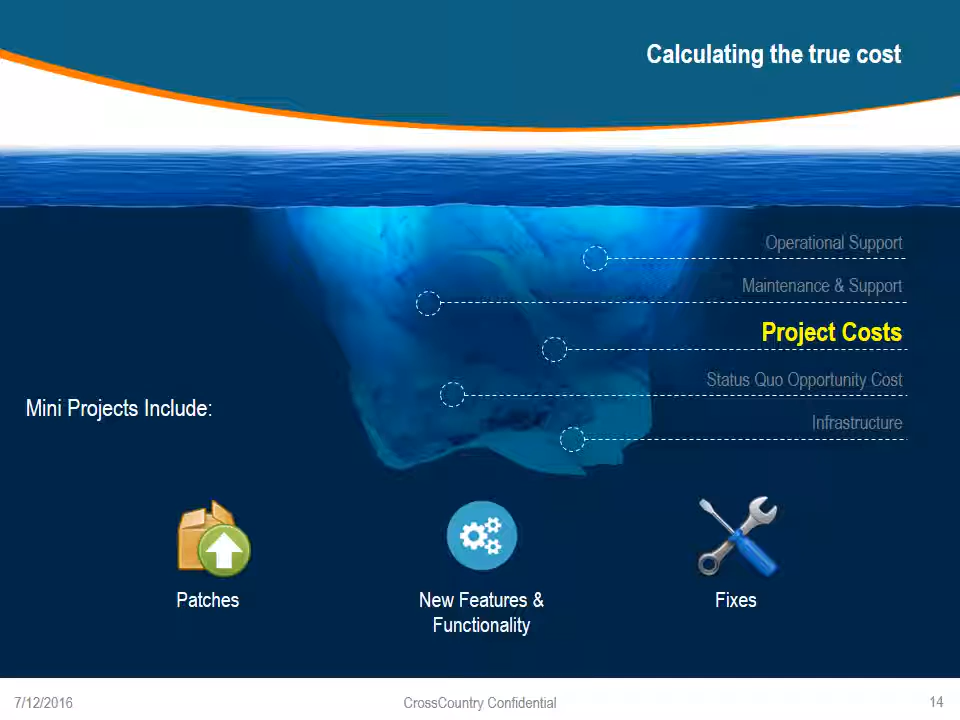 Calculating the true cost
Operational Support
Maintenance & Support
Project Costs
Status Quo Opportunity Cost
Infrastructure
Mini Projects Include:
Patches
New Features &
Functionality
Fixes
7/12/2016
CrossCountry Confidential
14